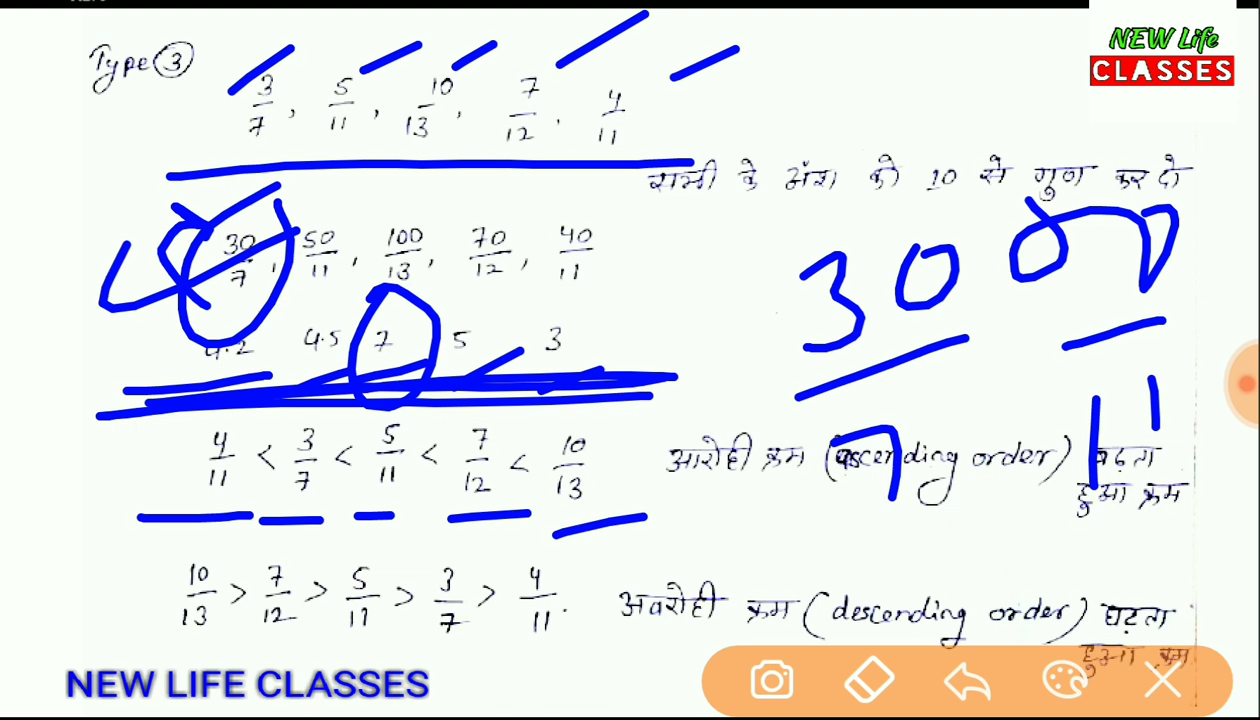 NEW Life
CLASSES
Type ③
3/7, 5/11, 10/13, 7/12, 4/11
सभी के अंश को 10 से गुणा कर दो
30/7, 50/11, 100/13, 70/12, 40/11
30 40
7 11
4.2 4.5 7 5 3
4/11 < 3/7 < 5/11 < 7/12 < 10/13 आरोही क्रम (ascending order) बढ़ता
हुआ क्रम
10/13 > 7/12 > 5/11 > 3/7 > 4/11. अवरोही क्रम (descending order) घटता
हुआ क्रम
NEW LIFE CLASSES